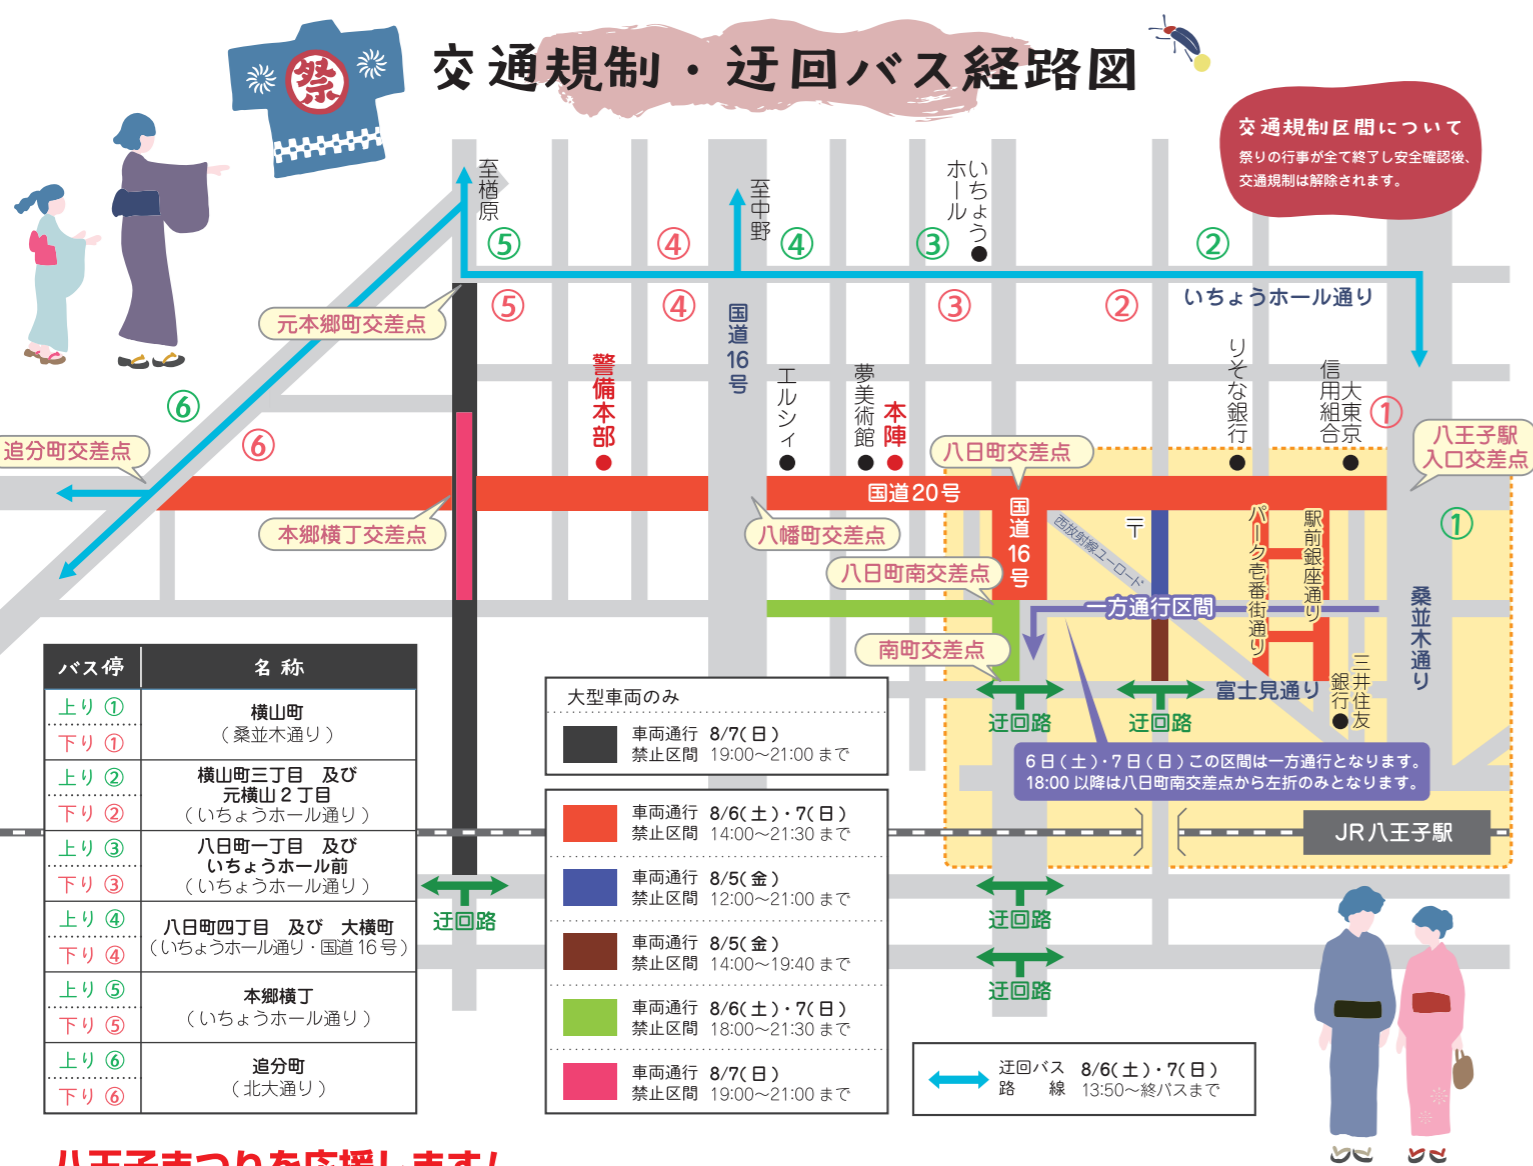 祭
交通規制・迂回バス経路図
交通規制区間について
祭りの行事が全て終了し安全確認後、
交通規制は解除されます。
至楢原
至中野
いちょう
ホール
⑤
④
④
③
②
⑤
④
③
②
いちょうホール通り
元本郷町交差点
国道16号
警備本部
エルシィ
夢美術館
本陣
りそな銀行
大東京
信用組合
①
⑥
⑥
追分町交差点
八日町交差点
八王子駅
入口交差点
国道20号
本郷横丁交差点
八幡町交差点
国道16号
西放射線ユーロード
〒
パーク壱番街通り
駅前銀座通り
①
八日町南交差点
一方通行区間
桑並木通り
南町交差点
富士見通り
三井住友
銀行
迂回路
迂回路
6日(土)・7日(日)この区間は一方通行となります。
18:00以降は八日町南交差点から左折のみとなります。
JR八王子駅
迂回路
迂回路
迂回路
バス停 名称
上り① 横山町
下り① (桑並木通り)
上り② 横山町三丁目 及び
元横山2丁目
下り② (いちょうホール通り)
上り③ 八日町一丁目 及び
いちょうホール前
下り③ (いちょうホール通り)
上り④ 八日町四丁目 及び 大横町
下り④ (いちょうホール通り・国道16号)
上り⑤ 本郷横丁
下り⑤ (いちょうホール通り)
上り⑥ 追分町
下り⑥ (北大通り)
大型車両のみ
車両通行 8/7(日)
禁止区間 19:00〜21:00まで
車両通行 8/6(土)・7(日)
禁止区間 14:00〜21:30まで
車両通行 8/5(金)
禁止区間 12:00〜21:00まで
車両通行 8/5(金)
禁止区間 14:00〜19:40まで
車両通行 8/6(土)・7(日)
禁止区間 18:00〜21:30まで
車両通行 8/7(日)
禁止区間 19:00〜21:00まで
迂回バス 8/6(土)・7(日)
路線 13:50〜終バスまで
八王子まつりを応援します!